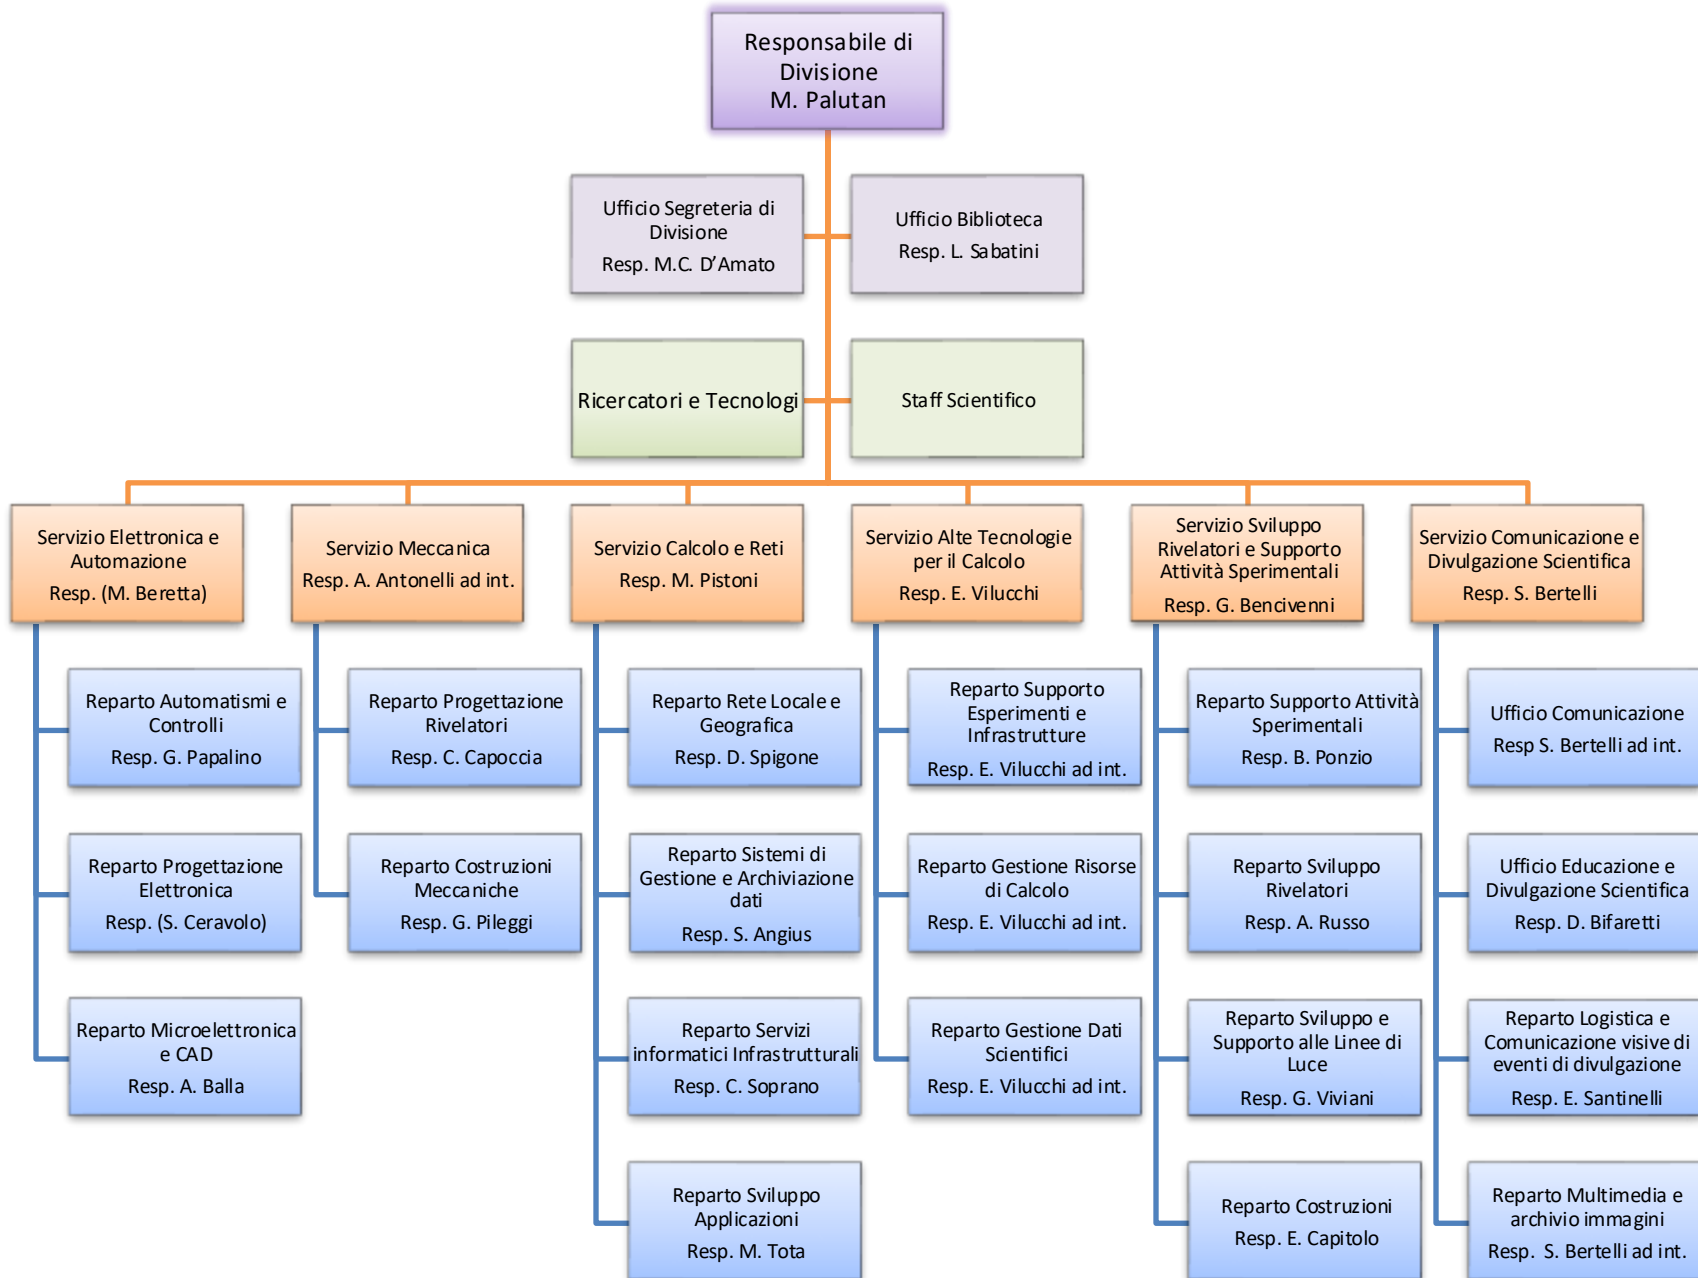 Responsabile di
Divisione
M. Palutan
Ufficio Segreteria di
Divisione
Resp. M.C. D’Amato
Ufficio Biblioteca
Resp. L. Sabatini
Ricercatori e Tecnologi
Staff Scientifico
Servizio Elettronica e
Automazione
Resp. (M. Beretta)
Servizio Meccanica
Resp. A. Antonelli ad int.
Servizio Calcolo e Reti
Resp. M. Pistoni
Servizio Alte Tecnologie
per il Calcolo
Resp. E. Vilucchi
Servizio Sviluppo
Rivelatori e Supporto
Attività Sperimentali
Resp. G. Bencivenni
Servizio Comunicazione e
Divulgazione Scientifica
Resp. S. Bertelli
Reparto Automatismi e
Controlli
Resp. G. Papalino
Reparto Progettazione
Rivelatori
Resp. C. Capoccia
Reparto Rete Locale e
Geografica
Resp. D. Spigone
Reparto Supporto
Esperimenti e
Infrastrutture
Resp. E. Vilucchi ad int.
Reparto Supporto Attività
Sperimentali
Resp. B. Ponzio
Ufficio Comunicazione
Resp S. Bertelli ad int.
Reparto Progettazione
Elettronica
Resp. (S. Ceravolo)
Reparto Costruzioni
Meccaniche
Resp. G. Pileggi
Reparto Sistemi di
Gestione e Archiviazione
dati
Resp. S. Angius
Reparto Gestione Risorse
di Calcolo
Resp. E. Vilucchi ad int.
Reparto Sviluppo
Rivelatori
Resp. A. Russo
Ufficio Educazione e
Divulgazione Scientifica
Resp. D. Bifaretti
Reparto Microelettronica
e CAD
Resp. A. Balla
Reparto Servizi
informatici Infrastrutturali
Resp. C. Soprano
Reparto Gestione Dati
Scientifici
Resp. E. Vilucchi ad int.
Reparto Sviluppo e
Supporto alle Linee di
Luce
Resp. G. Viviani
Reparto Logistica e
Comunicazione visive di
eventi di divulgazione
Resp. E. Santinelli
Reparto Sviluppo
Applicazioni
Resp. M. Tota
Reparto Costruzioni
Resp. E. Capitolo
Reparto Multimedia e
archivio immagini
Resp. S. Bertelli ad int.